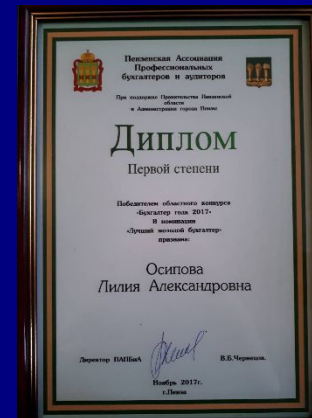 Пензенская Ассоциация
Профессиональных
бухгалтеров и аудиторов
При поддержке Правительства Пензенской
области
и Администрации города Пензы
Диплом
Первой степени
Победителем областного конкурса
«Бухгалтер года 2017»
В номинации
«Лучший молодой бухгалтер»
признана:
Осипова
Лилия Александровна
Директор ПАПБиА
В.Б.Чернецов.
Ноябрь 2017г.
г.Пенза